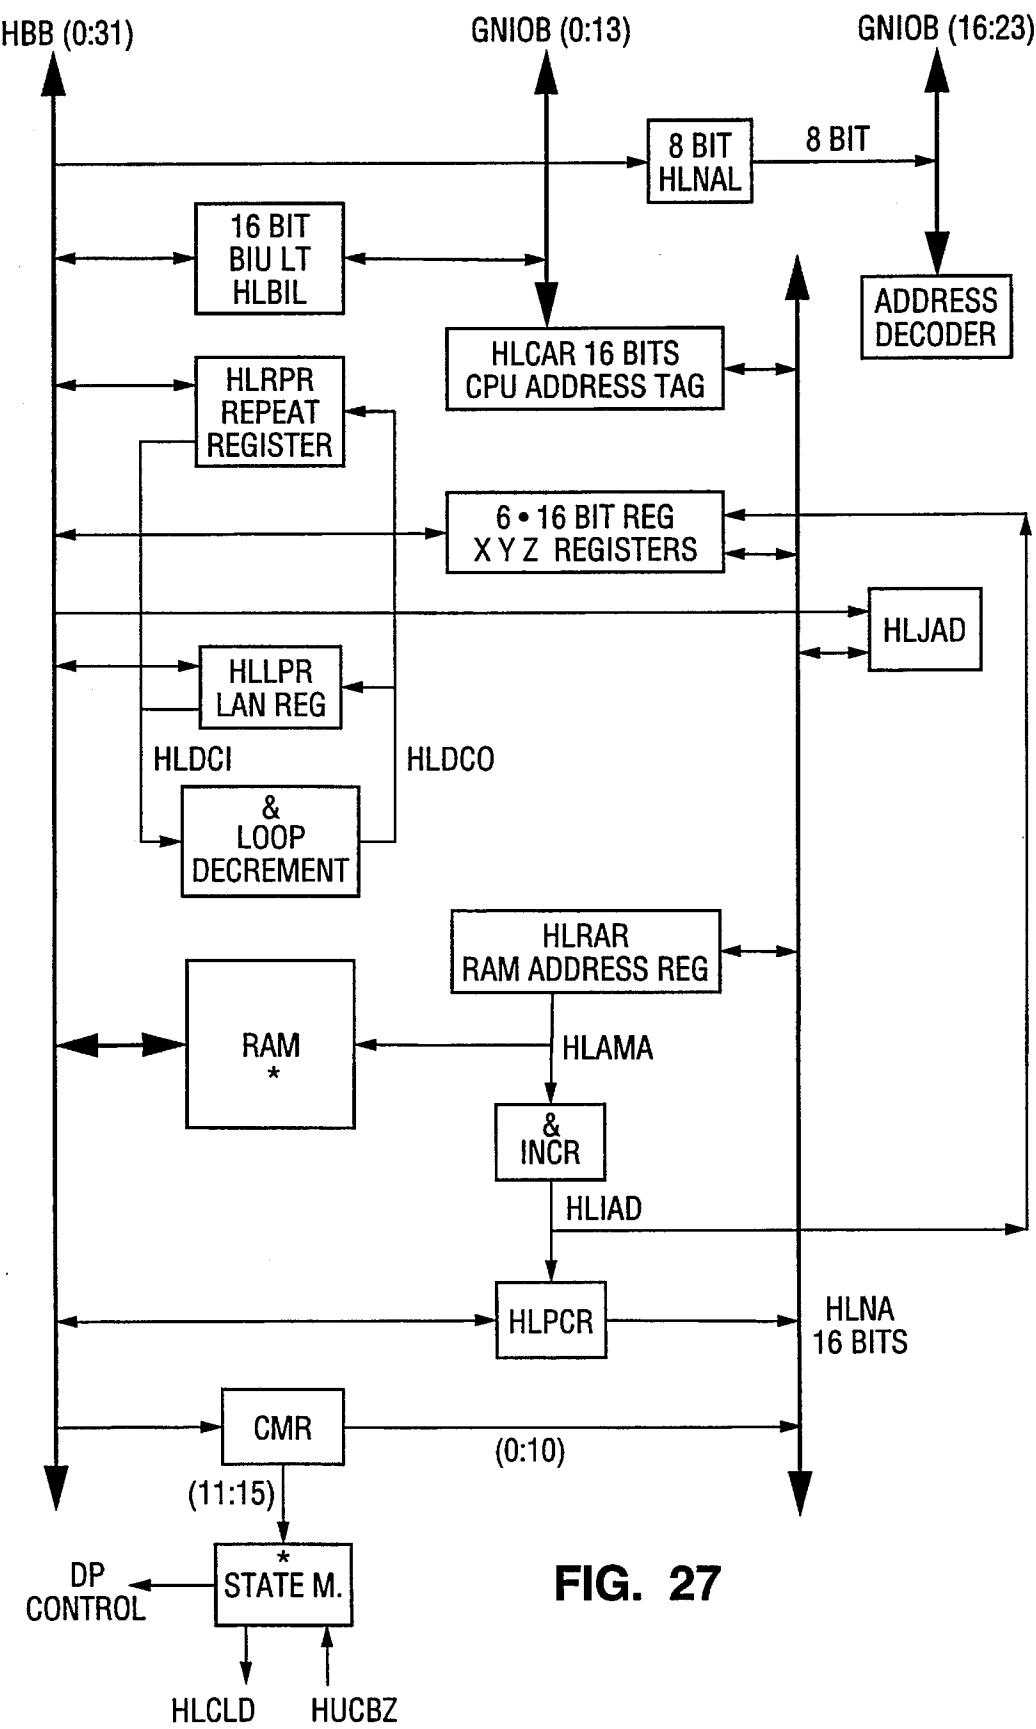 HBB (0:31)
GNIOB (0:13)
GNIOB (16:23)
8 BIT
HLNAL
8 BIT
16 BIT
BIU LT
HLBIL
ADDRESS
DECODER
HLCAR 16 BITS
CPU ADDRESS TAG
HLRPR
REPEAT
REGISTER
6 • 16 BIT REG
X Y Z REGISTERS
HLJAD
HLLPR
LAN REG
HLDCI
HLDCO
&
LOOP
DECREMENT
HLRAR
RAM ADDRESS REG
RAM
*
HLAMA
&
INCR
HLIAD
HLPCR
HLNA
16 BITS
CMR
(0:10)
(11:15)
*
STATE M.
DP
CONTROL
FIG. 27
HLCLD
HUCBZ